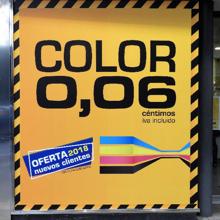 COLOR
0,06
céntimos
iva incluido
OFERTA 2018
nuevos clientes